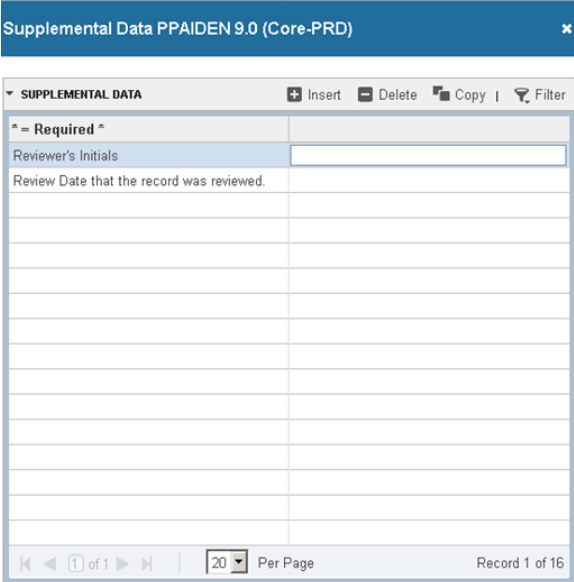 Supplemental Data PPAIDEN 9.0 (Core-PRD)
SUPPLEMENTAL DATA Insert Delete Copy | Filter
* = Required *
Reviewer's Initials
Review Date that the record was reviewed.
1 of 1 20 Per Page Record 1 of 16